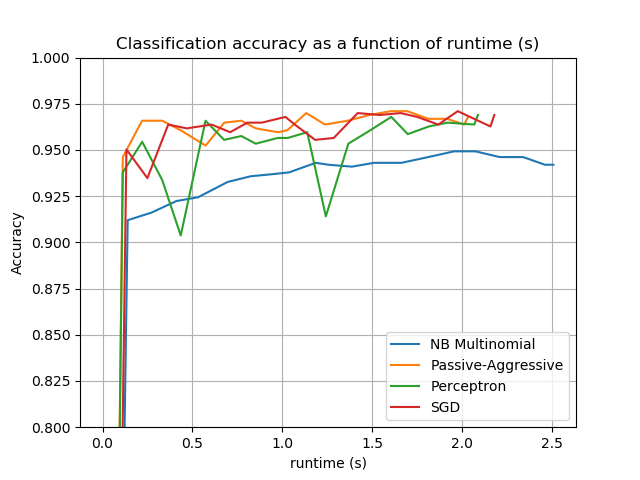 Classification accuracy as a function of runtime (s)
1.000
0.975
0.950
0.925
0.900
0.875
0.850
0.825
0.800
Accuracy
NB Multinomial
Passive-Aggressive
Perceptron
SGD
0.0 0.5 1.0 1.5 2.0 2.5
runtime (s)